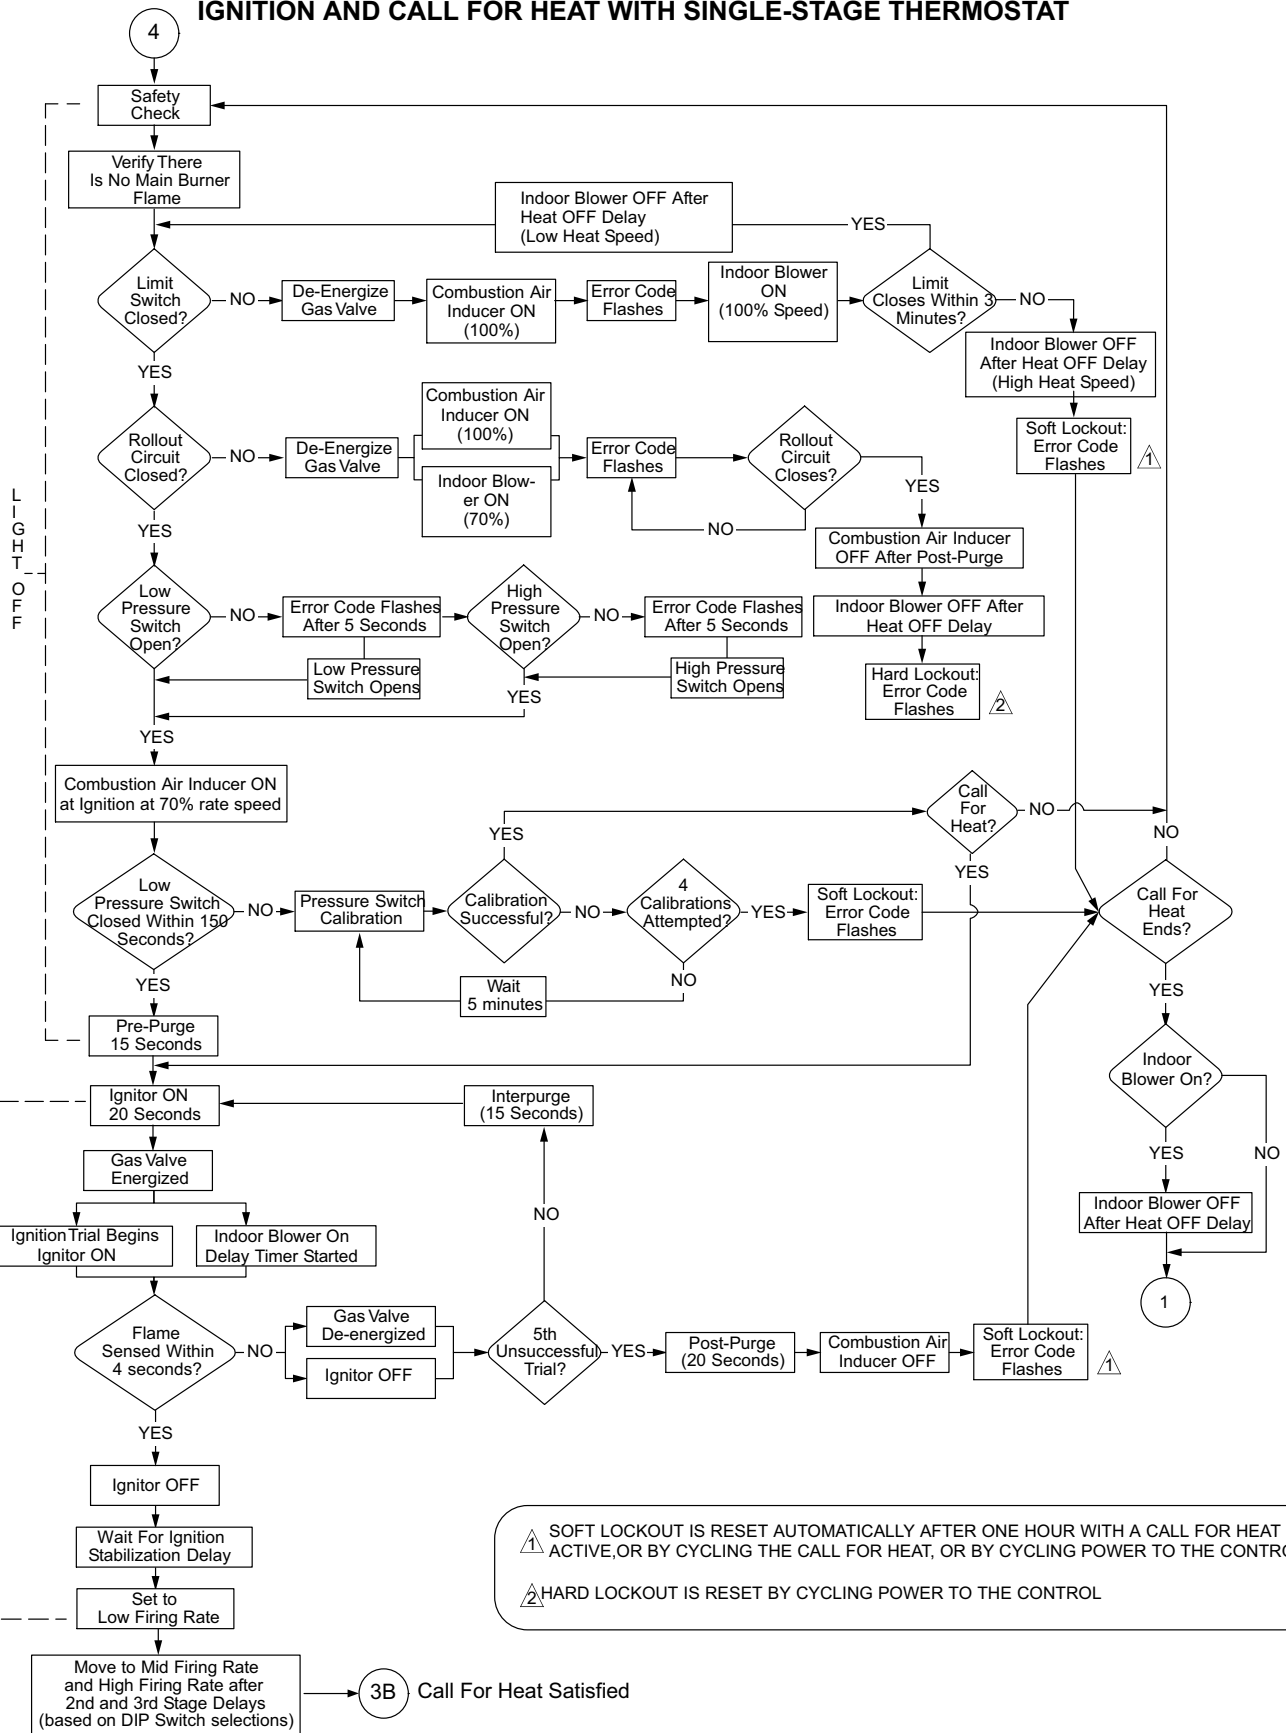 IGNITION AND CALL FOR HEAT WITH SINGLE-STAGE THERMOSTAT
4
Safety
Check
Verify There
Is No Main Burner
Flame
Indoor Blower OFF After
Heat OFF Delay
(Low Heat Speed)
YES
Limit
Switch
Closed?
NO
De-Energize
Gas Valve
Combustion Air
Inducer ON
(100%)
Error Code
Flashes
Indoor Blower
ON
(100% Speed)
Limit
Closes Within 3
Minutes?
NO
Indoor Blower OFF
After Heat OFF Delay
(High Heat Speed)
Soft Lockout:
Error Code
Flashes
1
YES
Rollout
Circuit
Closed?
NO
De-Energize
Gas Valve
Combustion Air
Inducer ON
(100%)
Indoor Blow-
er ON
(70%)
Error Code
Flashes
Rollout
Circuit
Closes?
NO
YES
Combustion Air Inducer
OFF After Post-Purge
Indoor Blower OFF After
Heat OFF Delay
Hard Lockout:
Error Code
Flashes
2
LIGHT OFF
YES
Low
Pressure
Switch
Open?
NO
Error Code Flashes
After 5 Seconds
Low Pressure
Switch Opens
High
Pressure
Switch
Open?
NO
Error Code Flashes
After 5 Seconds
High Pressure
Switch Opens
YES
YES
Combustion Air Inducer ON
at Ignition at 70% rate speed
Low
Pressure Switch
Closed Within 150
Seconds?
NO
Pressure Switch
Calibration
Calibration
Successful?
YES
NO
4
Calibrations
Attempted?
YES
NO
Wait
5 minutes
Soft Lockout:
Error Code
Flashes
Call
For
Heat?
NO
YES
NO
Call For
Heat
Ends?
YES
Indoor
Blower On?
YES
NO
Indoor Blower OFF
After Heat OFF Delay
1
YES
Pre-Purge
15 Seconds
Ignitor ON
20 Seconds
Interpurge
(15 Seconds)
Gas Valve
Energized
Ignition Trial Begins
Ignitor ON
Indoor Blower On
Delay Timer Started
NO
Flame
Sensed Within
4 seconds?
NO
Gas Valve
De-energized
Ignitor OFF
5th
Unsuccessful
Trial?
YES
Post-Purge
(20 Seconds)
Combustion Air
Inducer OFF
Soft Lockout:
Error Code
Flashes
1
YES
Ignitor OFF
Wait For Ignition
Stabilization Delay
Set to
Low Firing Rate
Move to Mid Firing Rate
and High Firing Rate after
2nd and 3rd Stage Delays
(based on DIP Switch selections)
3B
Call For Heat Satisfied
1 SOFT LOCKOUT IS RESET AUTOMATICALLY AFTER ONE HOUR WITH A CALL FOR HEAT
ACTIVE,OR BY CYCLING THE CALL FOR HEAT, OR BY CYCLING POWER TO THE CONTRO
2 HARD LOCKOUT IS RESET BY CYCLING POWER TO THE CONTROL